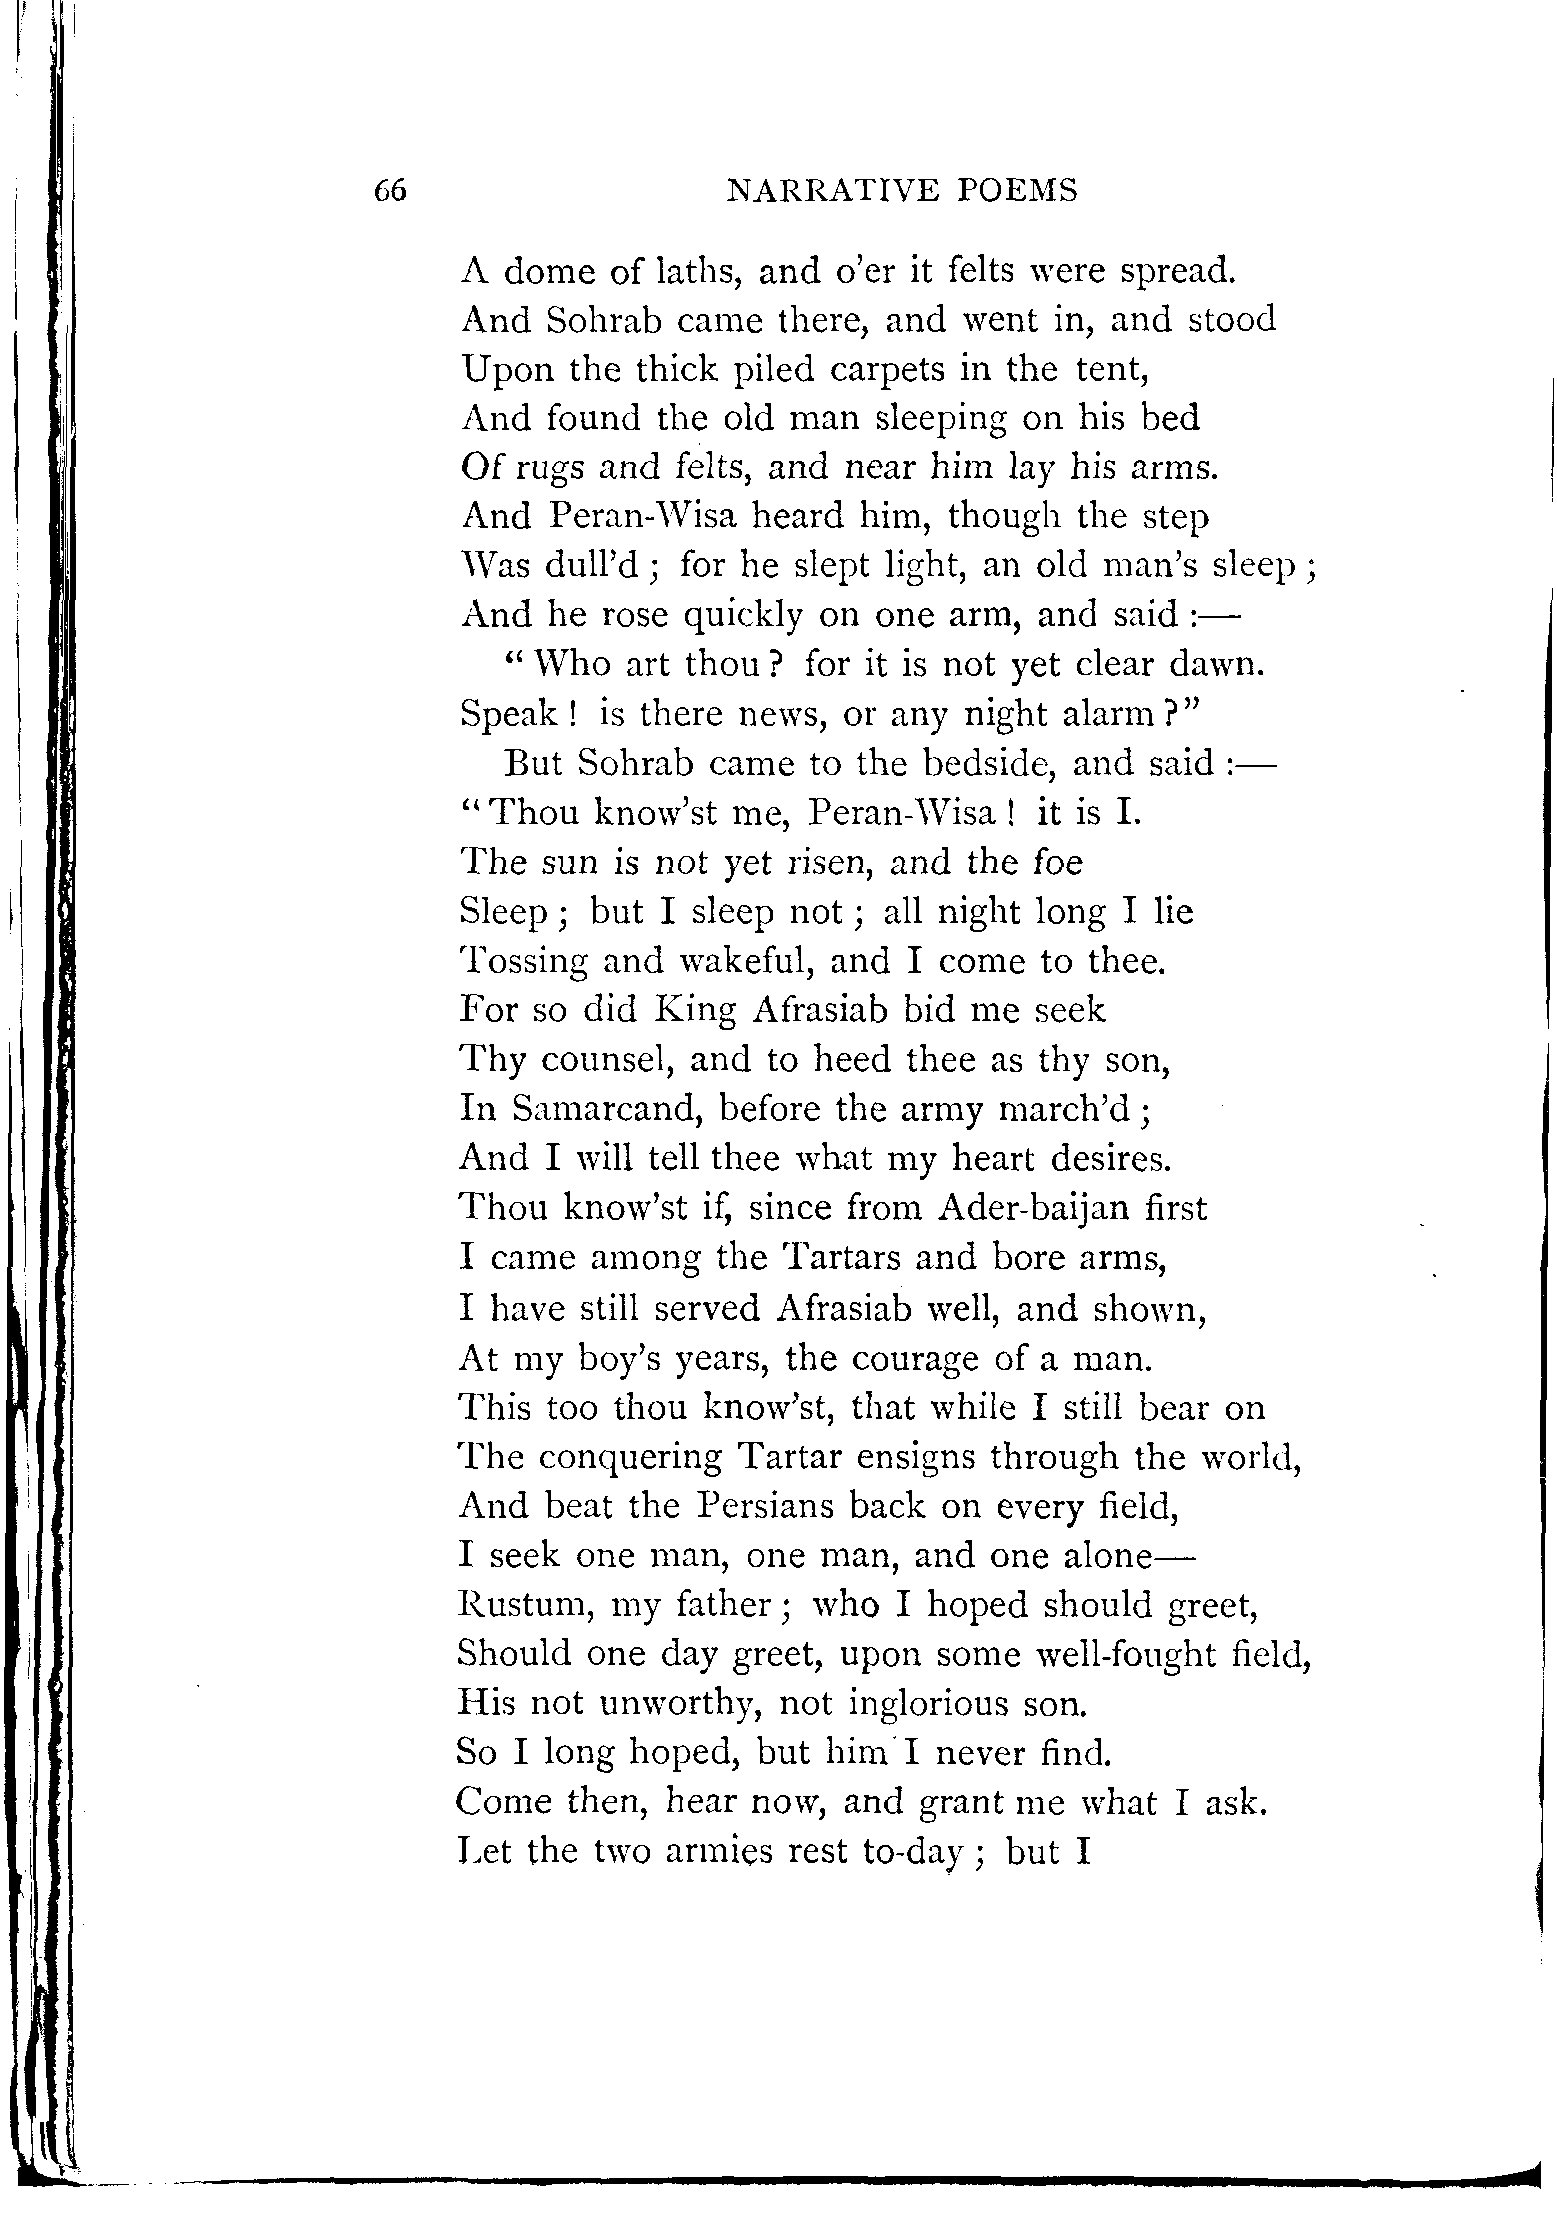 66 NARRATIVE POEMS
A dome of laths, and o'er it felts were spread.
And Sohrab came there, and went in, and stood
Upon the thick piled carpets in the tent,
And found the old man sleeping on his bed
Of rugs and felts, and near him lay his arms.
And Peran-Wisa heard him, though the step
Was dull'd ; for he slept light, an old man's sleep ;
And he rose quickly on one arm, and said :—
“ Who art thou ? for it is not yet clear dawn.
Speak ! is there news, or any night alarm ?”
But Sohrab came to the bedside, and said :—
“ Thou know'st me, Peran-Wisa ! it is I.
The sun is not yet risen, and the foe
Sleep ; but I sleep not ; all night long I lie
Tossing and wakeful, and I come to thee.
For so did King Afrasiab bid me seek
Thy counsel, and to heed thee as thy son,
In Samarcand, before the army march'd ;
And I will tell thee what my heart desires.
Thou know'st if, since from Ader-baijan first
I came among the Tartars and bore arms,
I have still served Afrasiab well, and shown,
At my boy's years, the courage of a man.
This too thou know'st, that while I still bear on
The conquering Tartar ensigns through the world,
And beat the Persians back on every field,
I seek one man, one man, and one alone—
Rustum, my father ; who I hoped should greet,
Should one day greet, upon some well-fought field,
His not unworthy, not inglorious son.
So I long hoped, but him I never find.
Come then, hear now, and grant me what I ask.
Let the two armies rest to-day ; but I